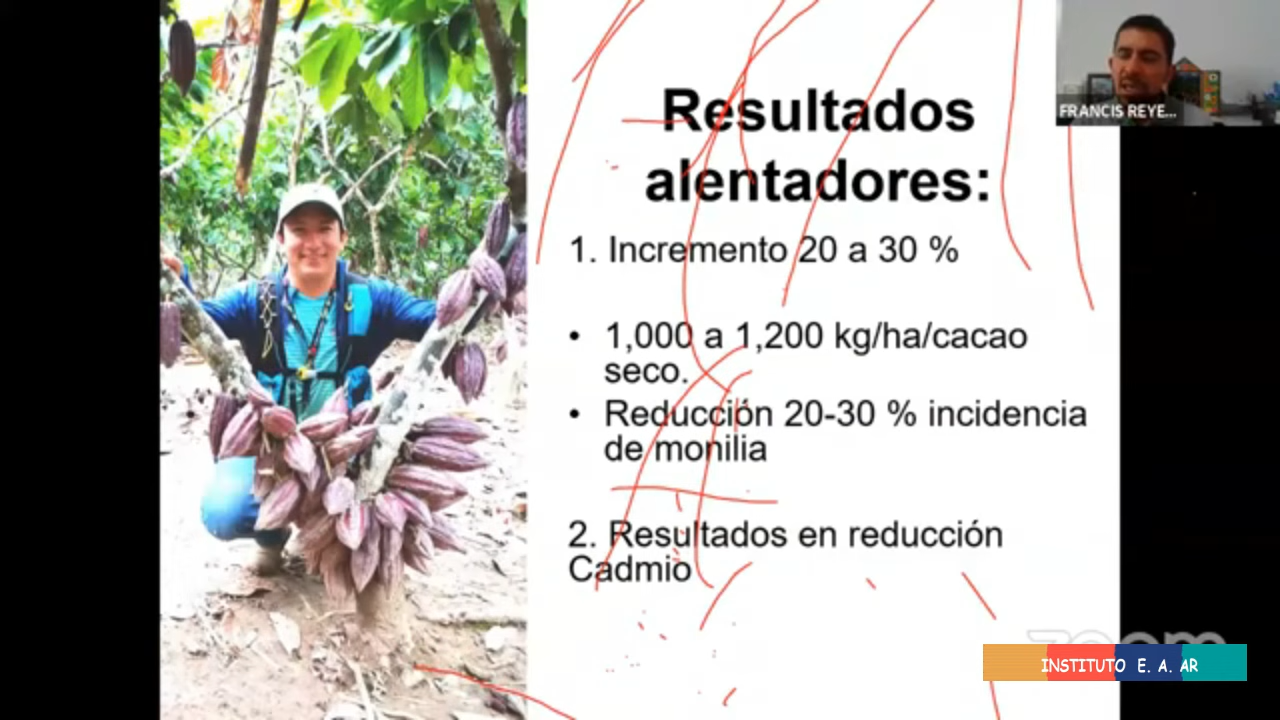 Resultados
alentadores:
FRANCIS REYE...
1. Incremento 20 a 30 %
• 1,000 a 1,200 kg/ha/cacao
seco.
• Reducción 20-30 % incidencia
de monilia
2. Resultados en reducción
Cadmio
zoom
INSTITUTO E. A. AR